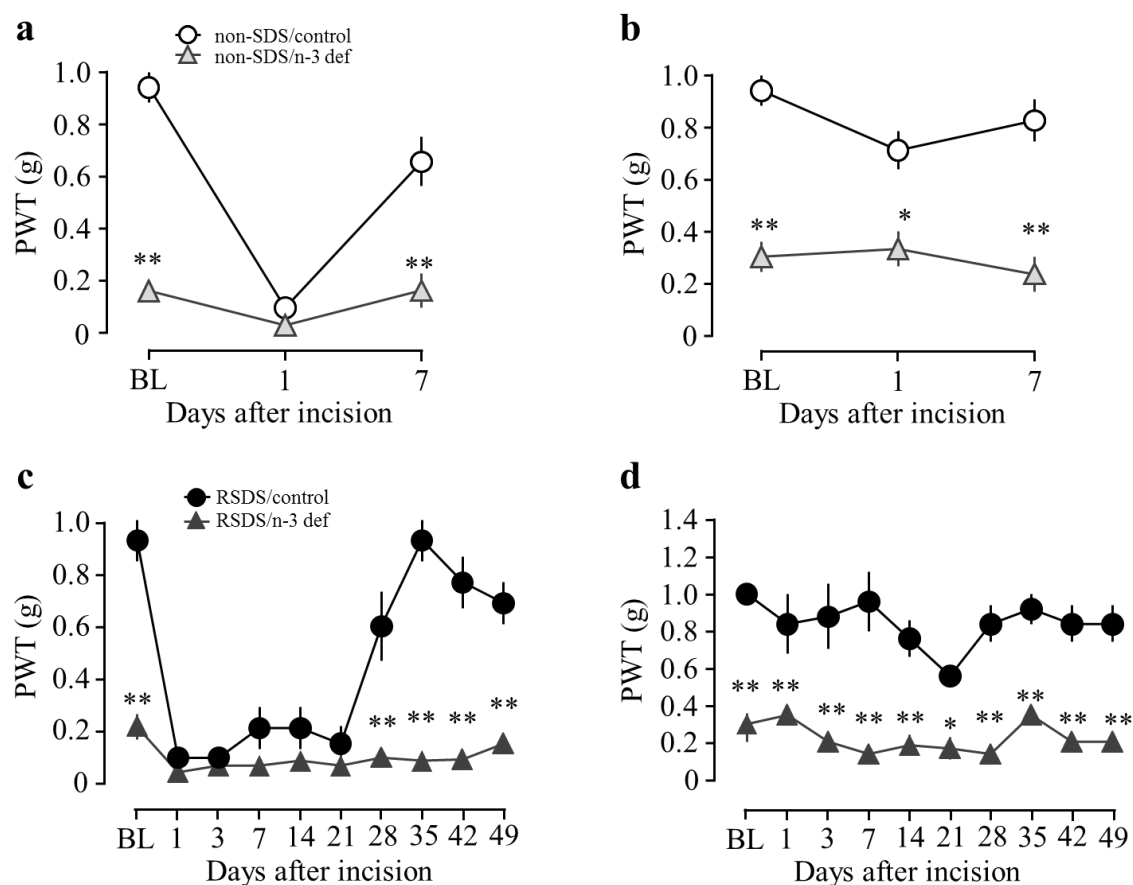 a
non-SDS/control
non-SDS/n-3 def
PWT (g)
1.0
0.8
0.6
0.4
0.2
0
**
**
BL 1 7
Days after incision
b
PWT (g)
1.0
0.8
0.6
0.4
0.2
0
**
*
**
BL 1 7
Days after incision
c
RSDS/control
RSDS/n-3 def
PWT (g)
1.0
0.8
0.6
0.4
0.2
0
**
** ** ** **
BL 1 3 7 14 21 28 35 42 49
Days after incision
d
PWT (g)
1.4
1.2
1.0
0.8
0.6
0.4
0.2
0
** ** ** ** ** * ** ** ** **
BL 1 3 7 14 21 28 35 42 49
Days after incision